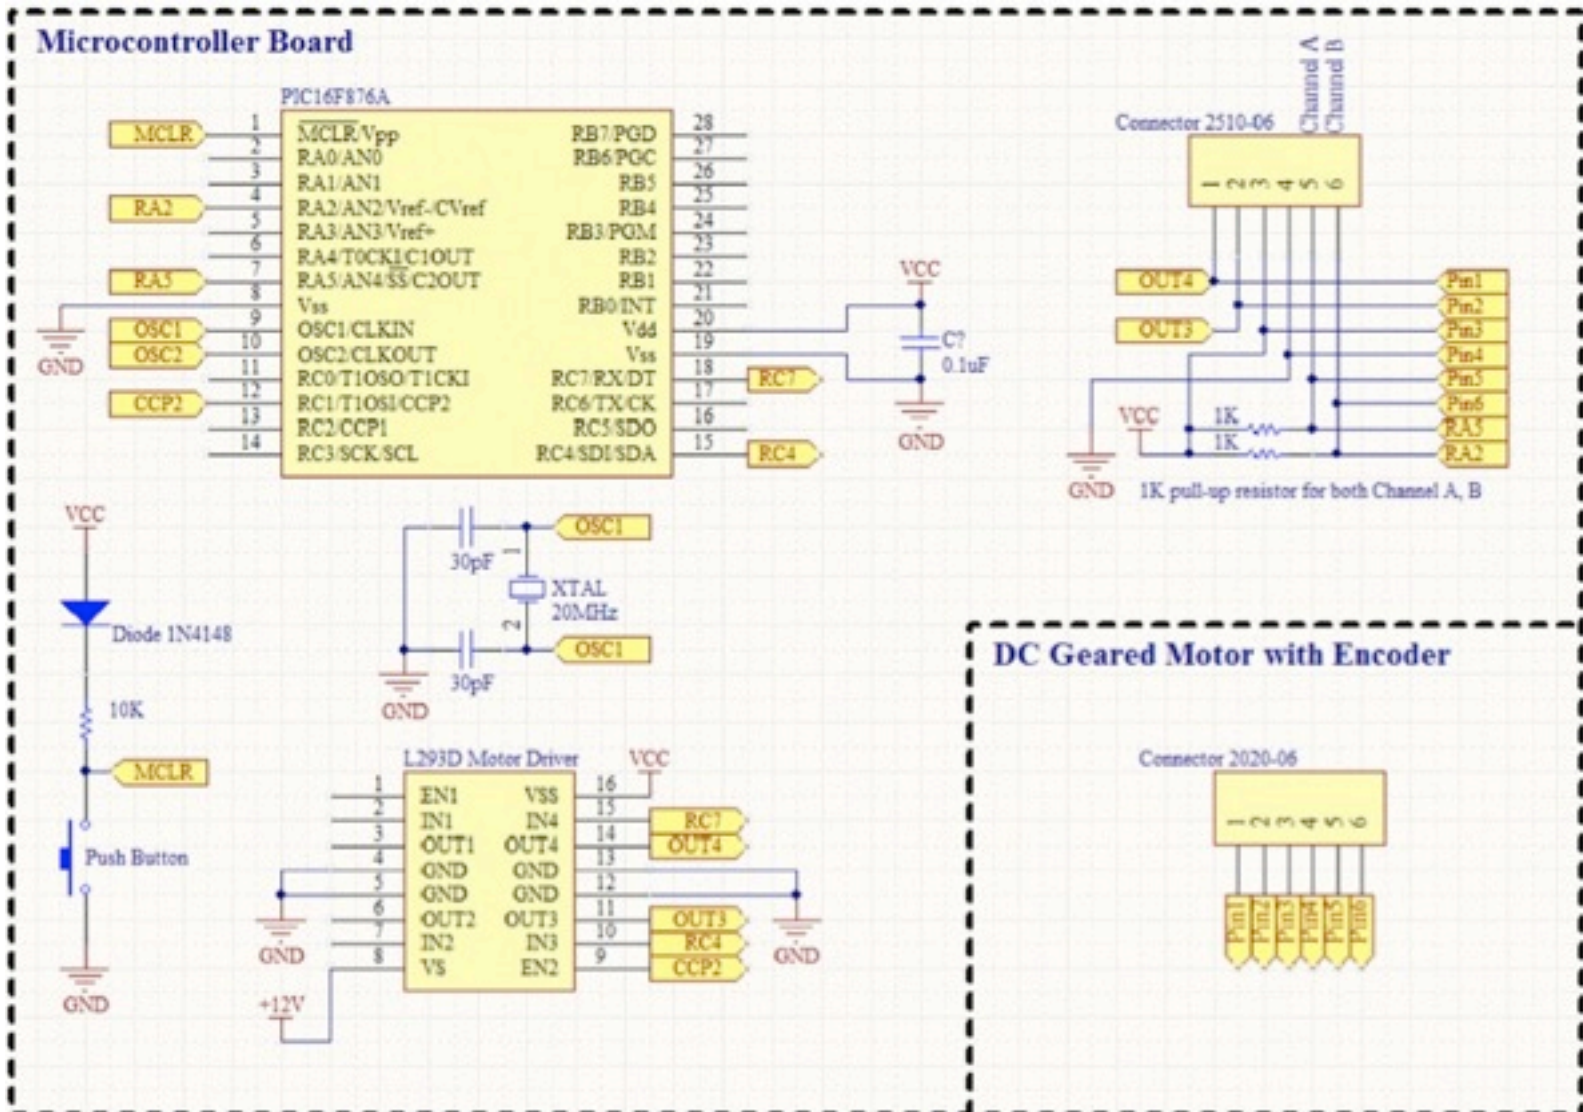 Microcontroller Board
PIC16F876A
MCLR
1
MCLR/Vpp
RB7/PGD
28
2
RA0/AN0
RB6/PGC
27
3
RA1/AN1
RB5
26
RA2
4
RA2/AN2/Vref-/CVref
RB4
25
5
RA3/AN3/Vref+
RB3/PGM
24
6
RA4/T0CKI/C1OUT
RB2
23
RA5
7
RA5/AN4/SS/C2OUT
RB1
22
8
Vss
RB0/INT
21
OSC1
9
OSC1/CLKIN
Vdd
20
OSC2
10
OSC2/CLKOUT
Vss
19
11
RC0/T1OSO/T1CKI
RC7/RX/DT
18
RC7
CCP2
12
RC1/T1OSI/CCP2
RC6/TX/CK
17
13
RC2/CCP1
RC5/SDO
16
14
RC3/SCK/SCL
RC4/SDI/SDA
15
RC4
GND
VCC
C?
0.1uF
GND
Channel A
Channel B
Connector 2510-06
1
2
3
4
5
6
OUT4
OUT3
Pin1
Pin2
Pin3
Pin4
Pin5
Pin6
RA5
RA2
VCC
1K
1K
GND
1K pull-up resistor for both Channel A, B
VCC
Diode 1N4148
10K
MCLR
Push Button
GND
OSC1
30pF
1
XTAL
20MHz
2
OSC1
30pF
GND
L293D Motor Driver
VCC
1
EN1
VSS
16
2
IN1
IN4
15
RC7
3
OUT1
OUT4
14
OUT4
4
GND
GND
13
5
GND
GND
12
6
OUT2
OUT3
11
OUT3
7
IN2
IN3
10
RC4
8
VS
EN2
9
CCP2
GND
GND
+12V
DC Geared Motor with Encoder
Connector 2020-06
1
2
3
4
5
6
Pin1
Pin2
Pin3
Pin4
Pin5
Pin6